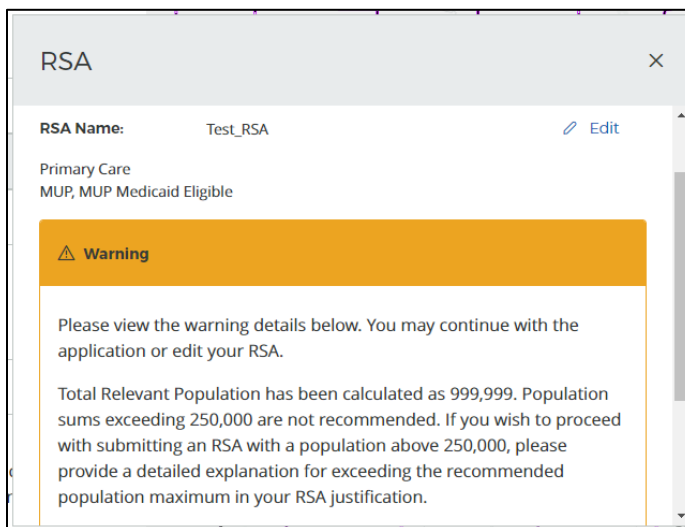 RSA
RSA Name: Test_RSA Edit
Primary Care
MUP, MUP Medicaid Eligible
Warning
Please view the warning details below. You may continue with the
application or edit your RSA.
Total Relevant Population has been calculated as 999,999. Population
sums exceeding 250,000 are not recommended. If you wish to proceed
with submitting an RSA with a population above 250,000, please
provide a detailed explanation for exceeding the recommended
population maximum in your RSA justification.